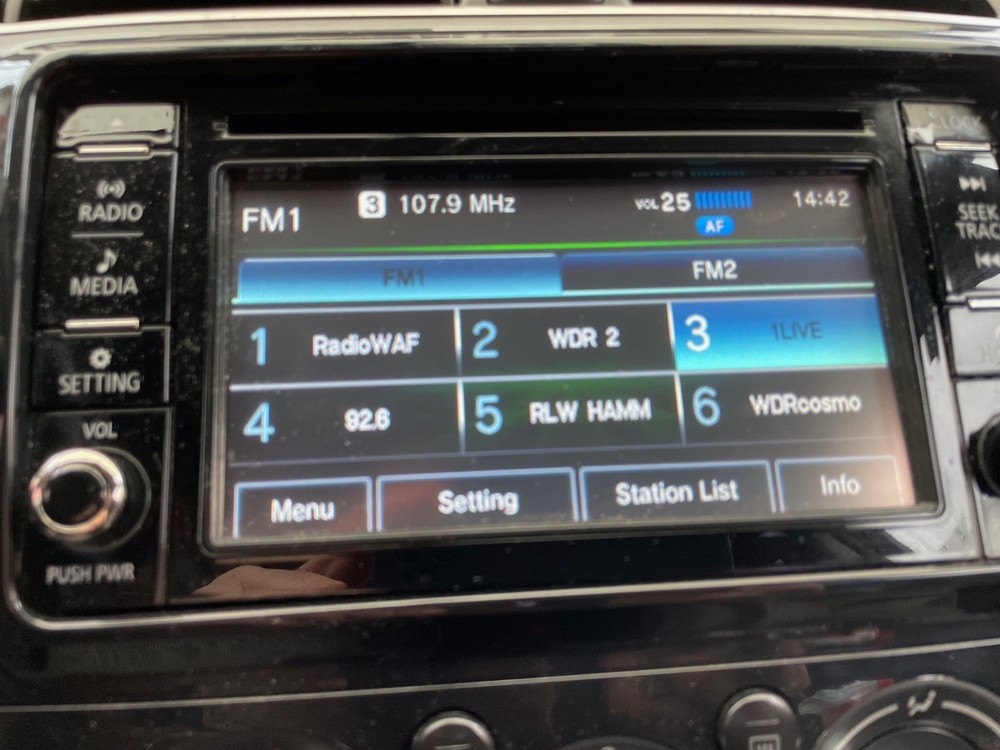 RADIO
MEDIA
SETTING
VOL
PUSH PWR
FM1 3 107.9 MHz VOL 25 14:42
AF
FM1 FM2
1 RadioWAF 2 WDR 2 3 1LIVE
4 92.6 5 RLW HAMM 6 WDRcosmo
Menu Setting Station List Info
CLOCK
SEEK
TRAC